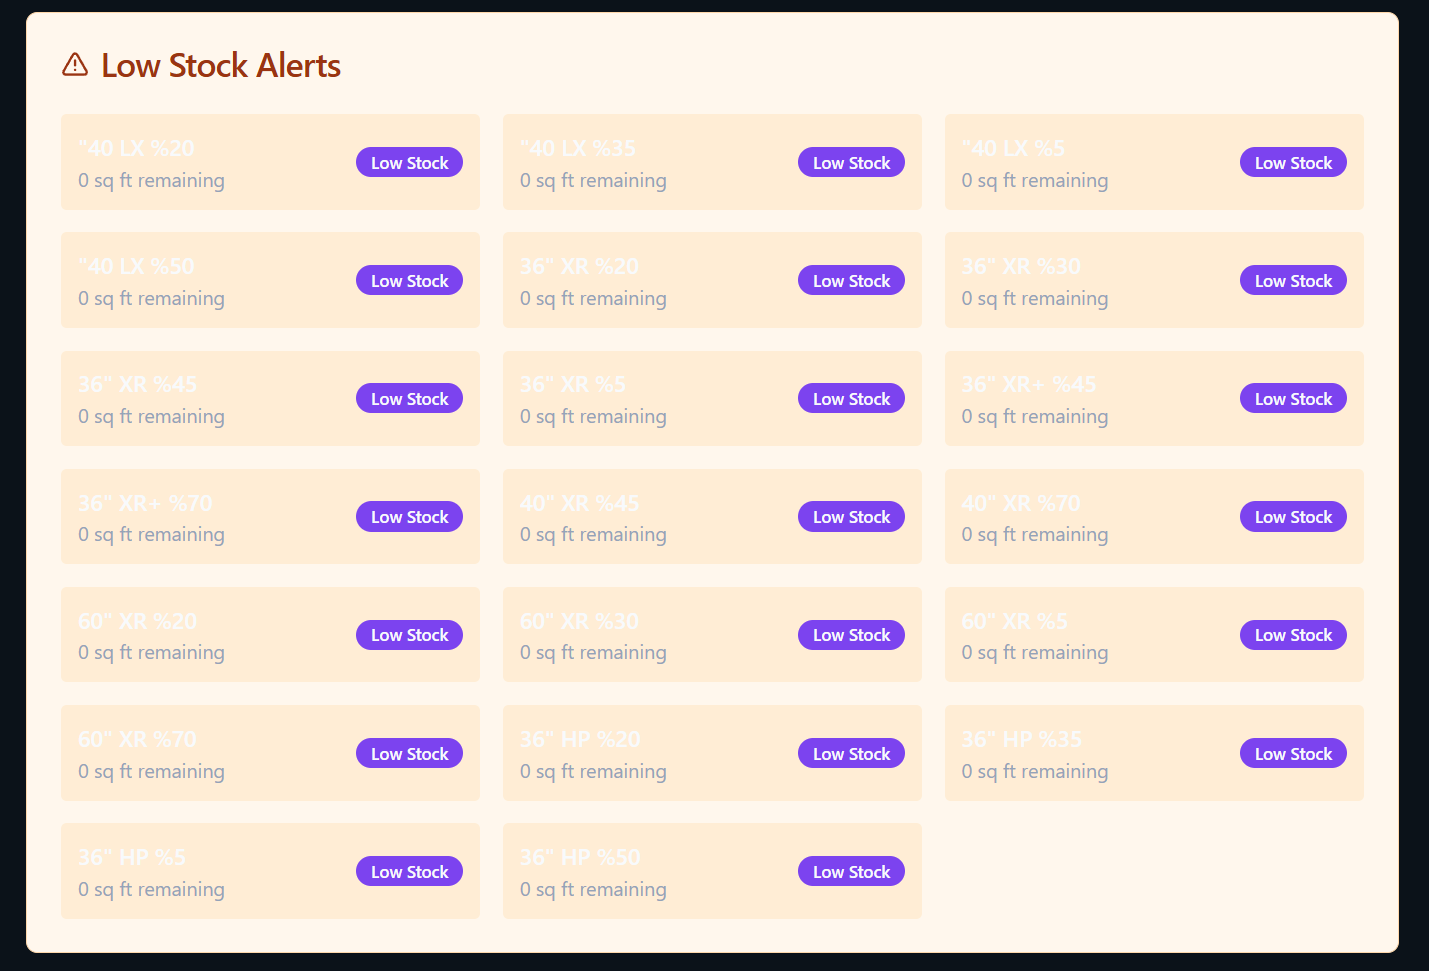 Low Stock Alerts
"40 LX %20
0 sq ft remaining
Low Stock
"40 LX %35
0 sq ft remaining
Low Stock
"40 LX %5
0 sq ft remaining
Low Stock
"40 LX %50
0 sq ft remaining
Low Stock
36" XR %20
0 sq ft remaining
Low Stock
36" XR %30
0 sq ft remaining
Low Stock
36" XR %45
0 sq ft remaining
Low Stock
36" XR %5
0 sq ft remaining
Low Stock
36" XR+ %45
0 sq ft remaining
Low Stock
36" XR+ %70
0 sq ft remaining
Low Stock
40" XR %45
0 sq ft remaining
Low Stock
40" XR %70
0 sq ft remaining
Low Stock
60" XR %20
0 sq ft remaining
Low Stock
60" XR %30
0 sq ft remaining
Low Stock
60" XR %5
0 sq ft remaining
Low Stock
60" XR %70
0 sq ft remaining
Low Stock
36" HP %20
0 sq ft remaining
Low Stock
36" HP %35
0 sq ft remaining
Low Stock
36" HP %5
0 sq ft remaining
Low Stock
36" HP %50
0 sq ft remaining
Low Stock